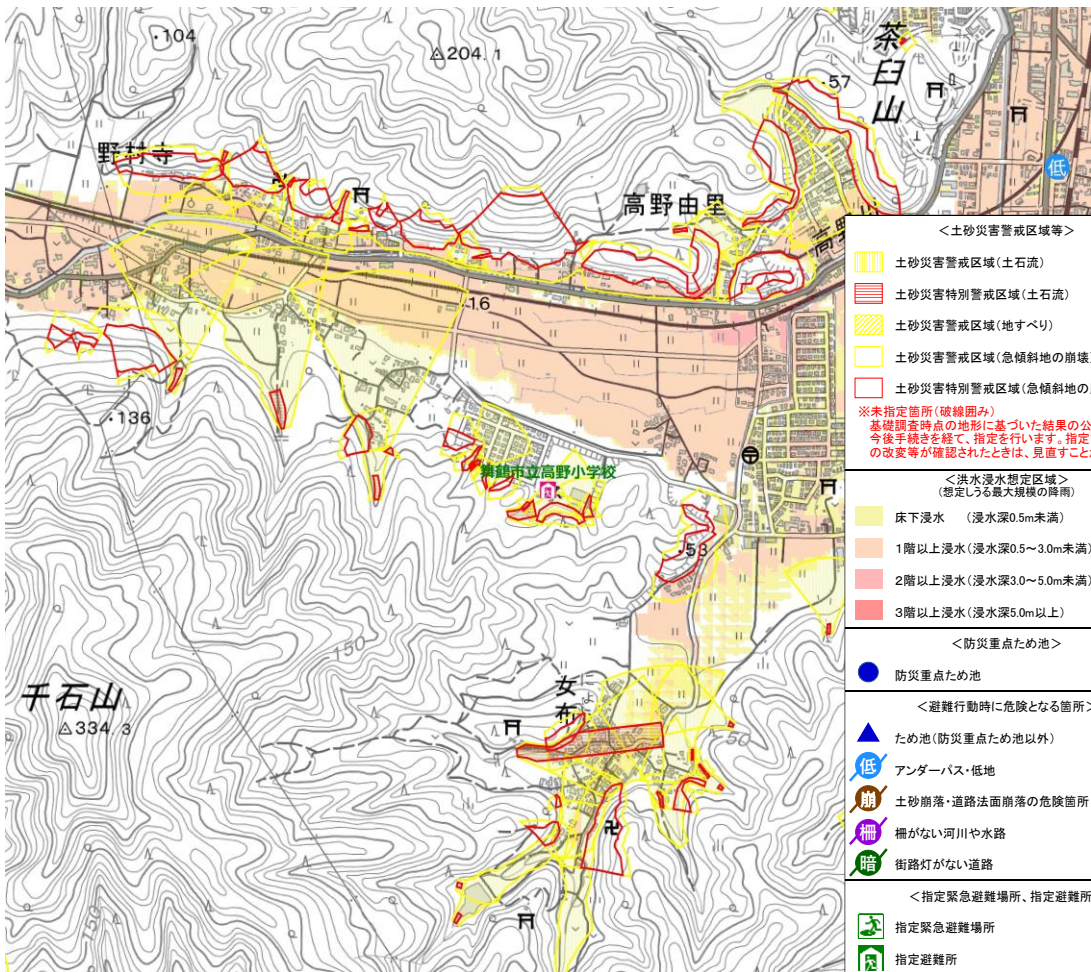 ・104
△204.1
茶臼山
・57
低
野村寺
高野由里
・16
・136
舞鶴市立高野小学校
・53
150
千石山
△334.3
女布
によう
50
150
卍
＜土砂災害警戒区域等＞
土砂災害警戒区域(土石流)
土砂災害特別警戒区域(土石流)
土砂災害警戒区域(地すべり)
土砂災害警戒区域(急傾斜地の崩壊
土砂災害特別警戒区域(急傾斜地の
※未指定箇所(破線囲み)
基礎調査時点の地形に基づいた結果の公
今後手続きを経て、指定を行います。指定
の改変等が確認されたときは、見直すこと
＜洪水浸水想定区域＞
(想定しうる最大規模の降雨)
床下浸水　(浸水深0.5m未満)
1階以上浸水(浸水深0.5～3.0m未満)
2階以上浸水(浸水深3.0～5.0m未満)
3階以上浸水(浸水深5.0m以上)
＜防災重点ため池＞
防災重点ため池
＜避難行動時に危険となる箇所＞
ため池(防災重点ため池以外)
低 アンダーパス・低地
崩 土砂崩落・道路法面崩落の危険箇所
柵 柵がない河川や水路
暗 街路灯がない道路
＜指定緊急避難場所、指定避難所
指定緊急避難場所
指定避難所